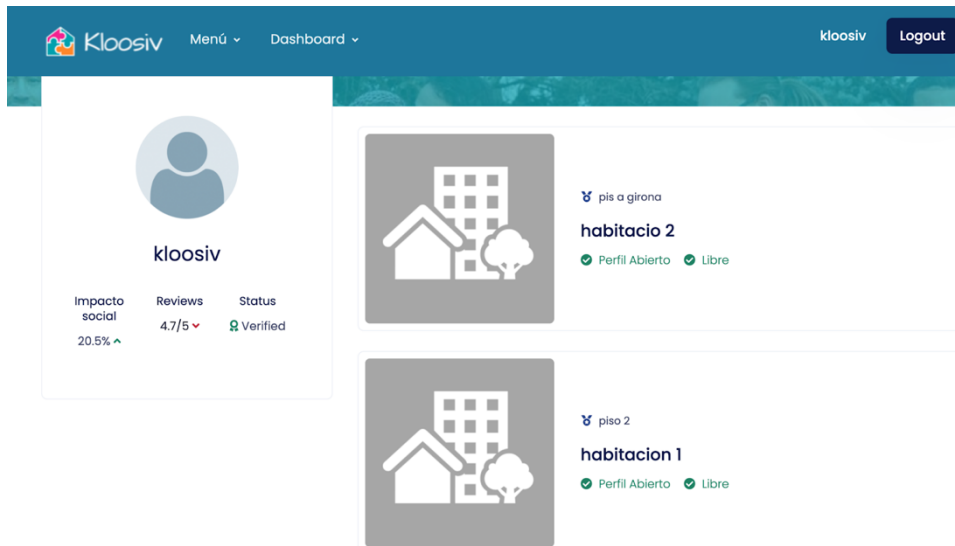 Kloosiv Menú Dashboard kloosiv Logout
kloosiv
Impacto social
20.5%
Reviews
4.7/5
Status
Verified
pis a girona
habitacio 2
Perfil Abierto Libre
piso 2
habitacion 1
Perfil Abierto Libre